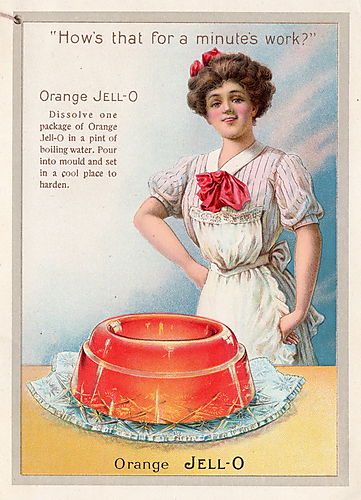 "How's that for a minute's work?"
Orange JELL-O
Dissolve one
package of Orange
Jell-O in a pint of
boiling water. Pour
into mould and set
in a cool place to
harden.
Orange JELL-O